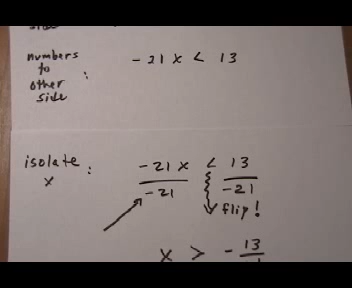 numbers
to
other
side
:
-21x < 13
isolate
x
:
-21x < 13
-21 -21
flip!
x > - 13